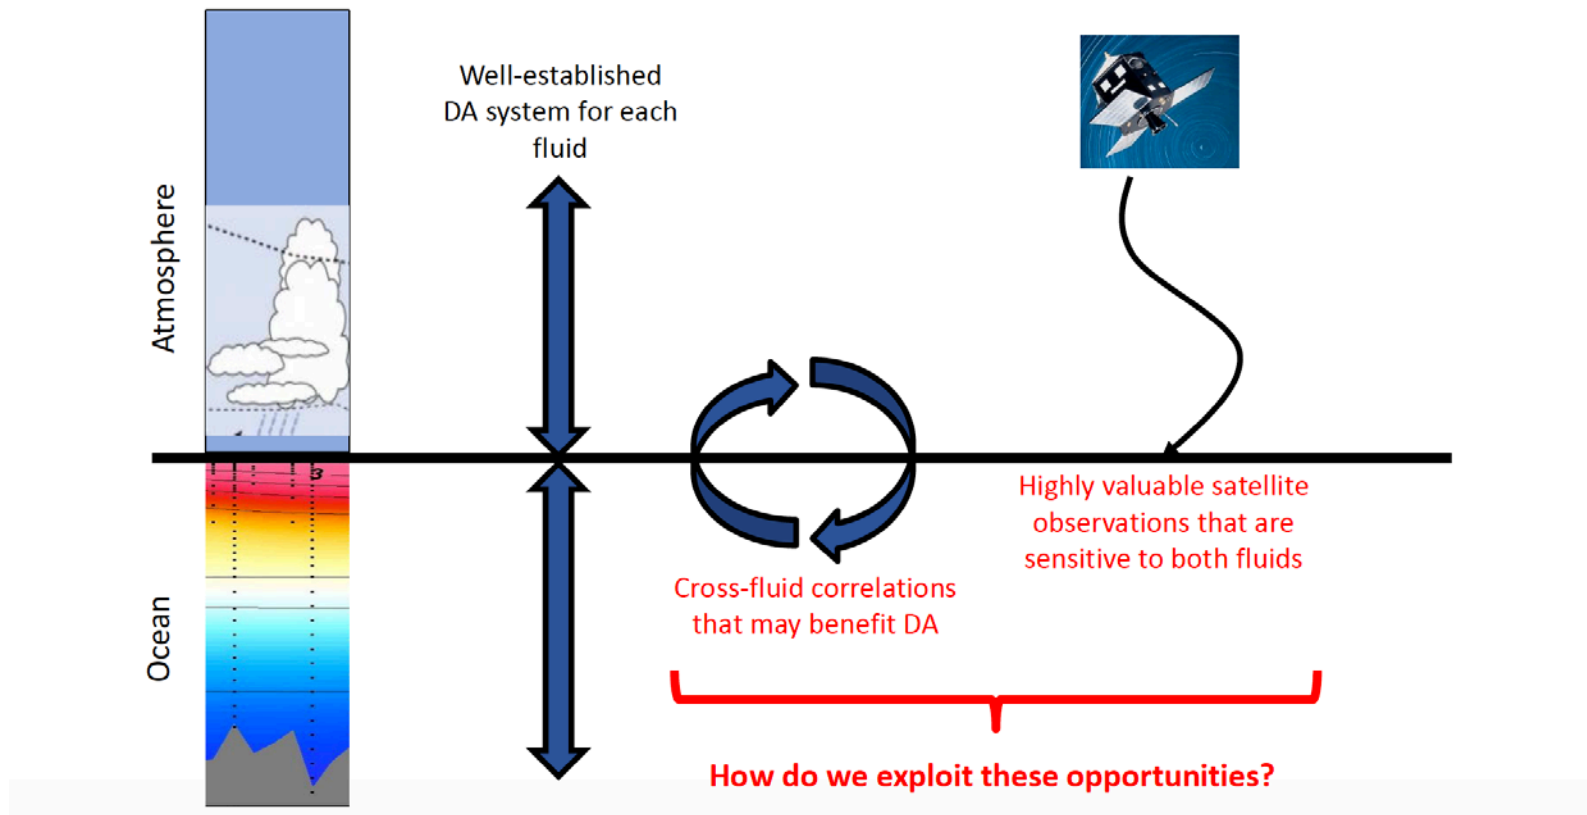 Well-established
DA system for each
fluid
Atmosphere
3
Highly valuable satellite
observations that are
sensitive to both fluids
Cross-fluid correlations
that may benefit DA
Ocean
How do we exploit these opportunities?